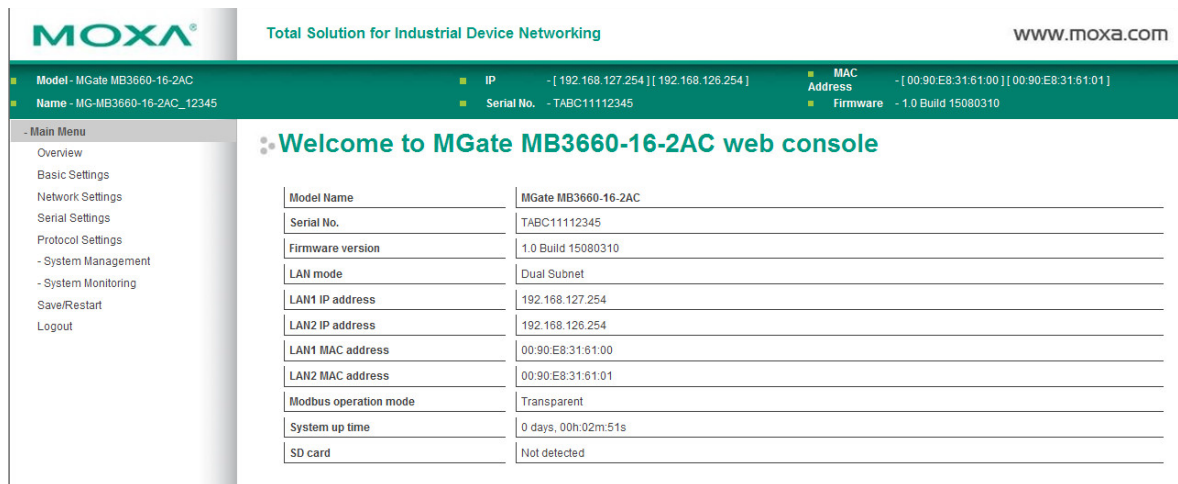 MOXA®
Total Solution for Industrial Device Networking
www.moxa.com
Model - MGate MB3660-16-2AC
Name - MG-MB3660-16-2AC_12345
IP - [ 192.168.127.254 ] [ 192.168.126.254 ]
Serial No. - TABC11112345
MAC Address - [ 00:90:E8:31:61:00 ] [ 00:90:E8:31:61:01 ]
Firmware - 1.0 Build 15080310
- Main Menu
Overview
Basic Settings
Network Settings
Serial Settings
Protocol Settings
- System Management
- System Monitoring
Save/Restart
Logout
Welcome to MGate MB3660-16-2AC web console
Model Name MGate MB3660-16-2AC
Serial No. TABC11112345
Firmware version 1.0 Build 15080310
LAN mode Dual Subnet
LAN1 IP address 192.168.127.254
LAN2 IP address 192.168.126.254
LAN1 MAC address 00:90:E8:31:61:00
LAN2 MAC address 00:90:E8:31:61:01
Modbus operation mode Transparent
System up time 0 days, 00h:02m:51s
SD card Not detected